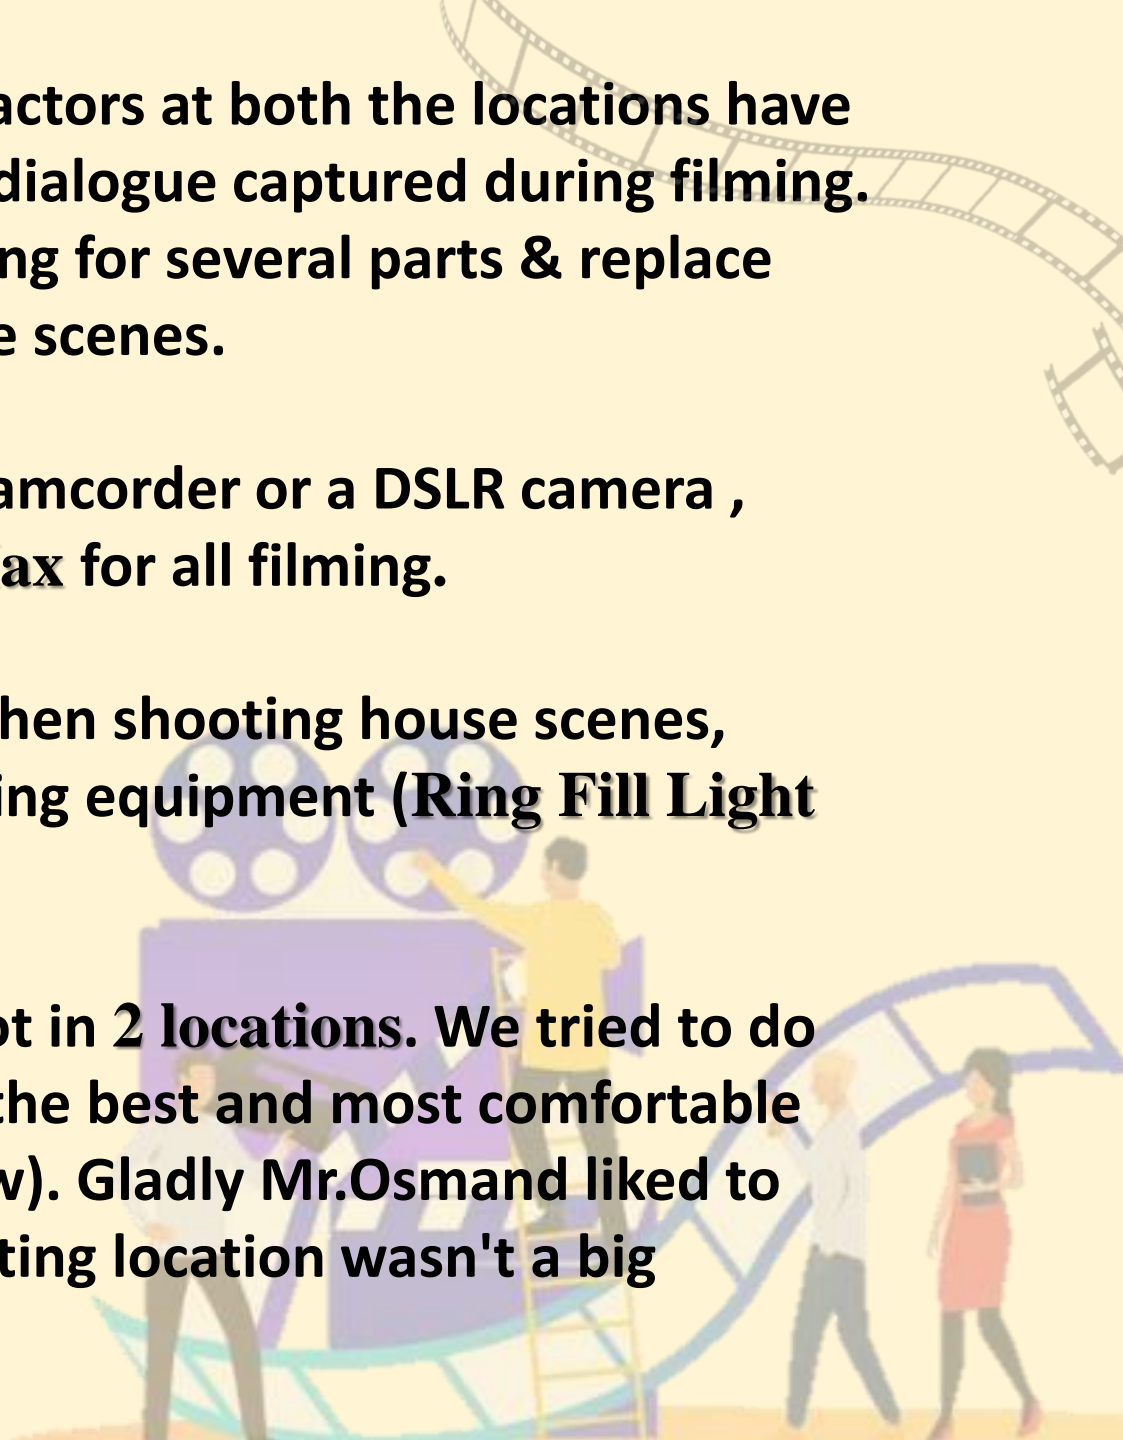 actors at both the locations have
dialogue captured during filming.
ng for several parts & replace
e scenes.
amcorder or a DSLR camera ,
ax for all filming.
hen shooting house scenes,
ing equipment (Ring Fill Light
ot in 2 locations. We tried to do
the best and most comfortable
w). Gladly Mr.Osmand liked to
ting location wasn't a big